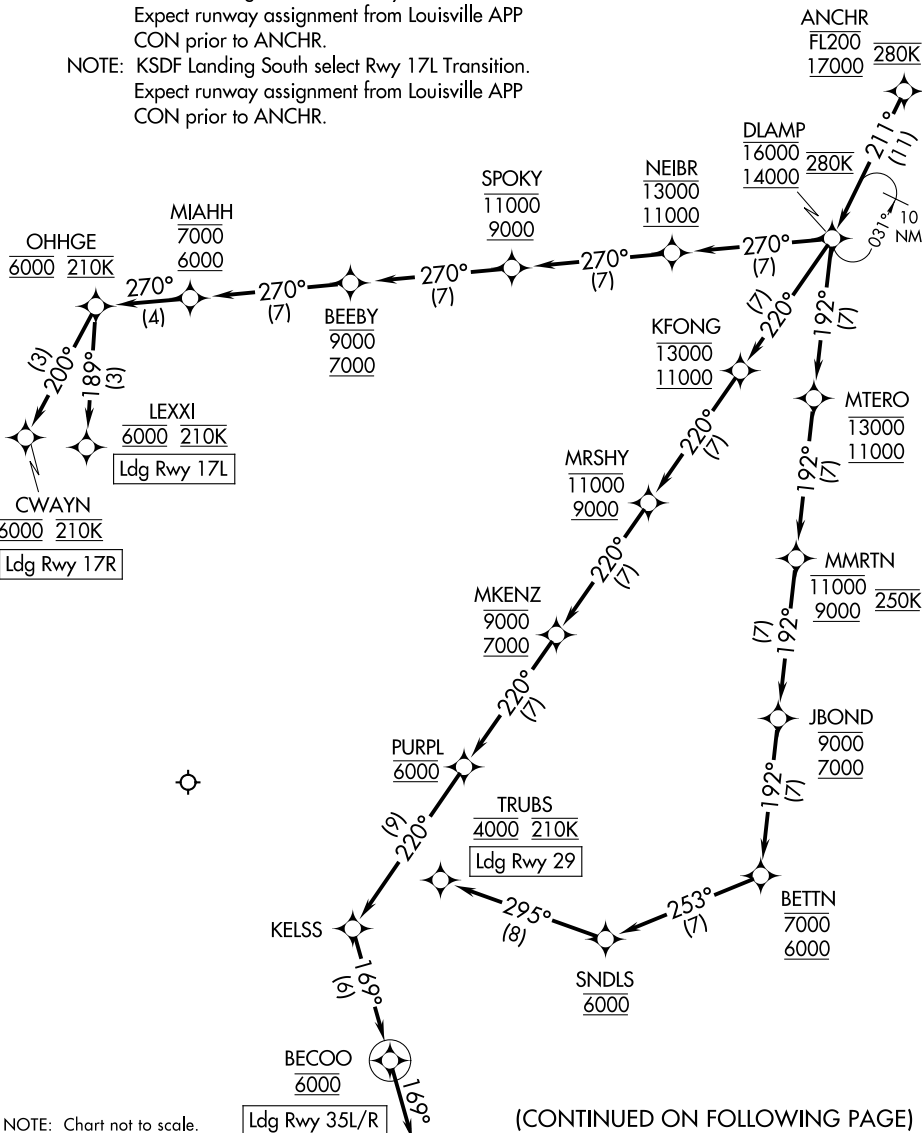 Expect runway assignment from Louisville APP
CON prior to ANCHR.
NOTE: KSDF Landing South select Rwy 17L Transition.
Expect runway assignment from Louisville APP
CON prior to ANCHR.
ANCHR
FL200 280K
17000
211°
(11)
DLAMP
16000 280K
14000
031°
10
NM
NEIBR
13000
11000
270°
(7)
SPOKY
11000
9000
270°
(7)
270°
(7)
BEEBY
9000
7000
270°
(7)
MIAHH
7000
6000
270°
(4)
OHHGE
6000 210K
(3)
200°
189°
(3)
LEXXI
6000 210K
Ldg Rwy 17L
CWAYN
6000 210K
Ldg Rwy 17R
(7)
220°
KFONG
13000
11000
220°
(7)
MRSHY
11000
9000
220°
(7)
MKENZ
9000
7000
220°
(7)
PURPL
6000
(9)
220°
KELSS
169°
(6)
BECOO
6000
Ldg Rwy 35L/R
169°
192°
(7)
MTERO
13000
11000
192°
(7)
MMRTN
11000 250K
9000
(7)
192°
JBOND
9000
7000
192°
(7)
BETTN
7000
6000
253°
(7)
SNDLS
6000
295°
(8)
TRUBS
4000 210K
Ldg Rwy 29
NOTE: Chart not to scale.
(CONTINUED ON FOLLOWING PAGE)